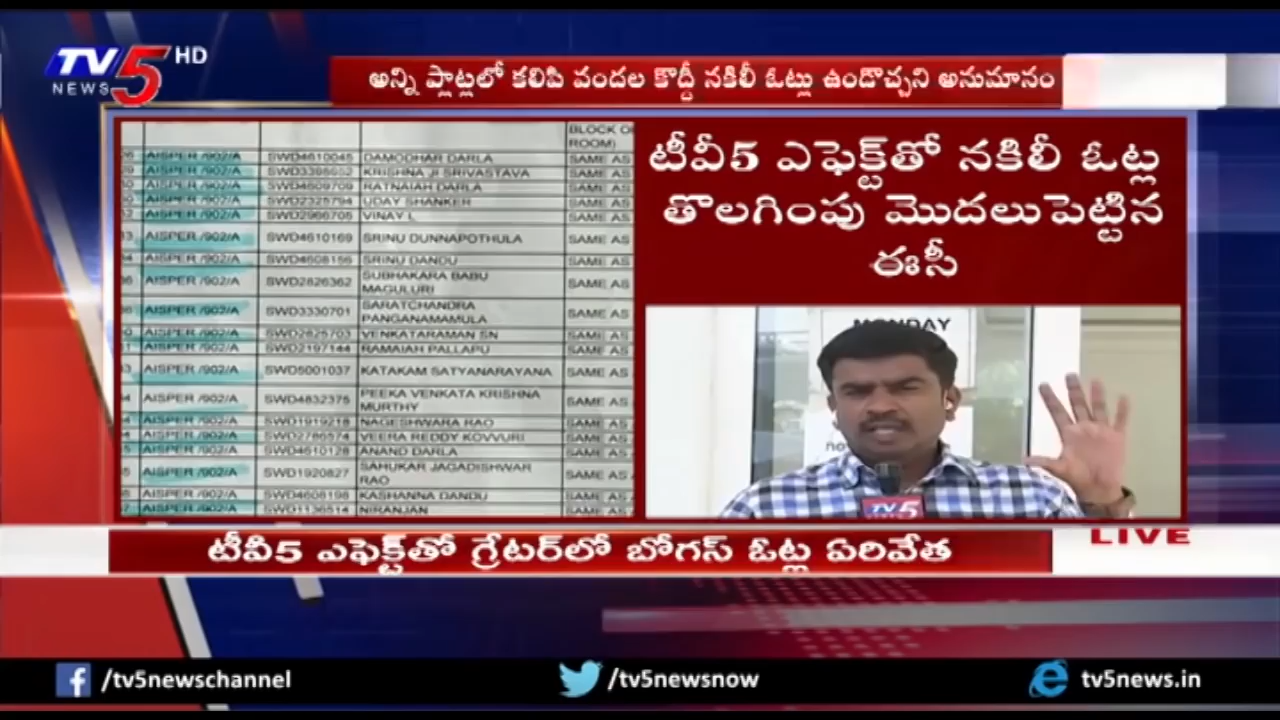 TV5 HD
NEWS
అన్ని ప్లాట్లలో కలిపి వందల కొద్దీ నకిలీ ఓట్లు ఉండొచ్చని అనుమానం
టీవీ5 ఎఫెక్ట్‌తో నకిలీ ఓట్ల
తొలగింపు మొదలుపెట్టిన
ఈసీ
BLOCK
ROOM)
AISPER /902/A SWD4610045 DAMODHAR DARLA SAME AS
AISPER /902/A KRISHNA JI SRIVASTAVA SAME AS
AISPER /902/A SWD4609709 RATNAIAH DARLA SAME AS
AISPER /902/A SWD2325794 UDAY SHANKER SAME AS
AISPER /902/A SWD2966705 VINAY L SAME AS
AISPER /902/A SWD4610169 SRINU DUNNAPOTHULA SAME AS
AISPER /902/A SWD4608156 SRINU DANDU SAME AS
AISPER /902/A SWD2826362 SUBHAKARA BABU MAGULURI SAME AS
AISPER /902/A SWD3330701 SARATCHANDRA PANGANAMAMULA SAME AS
AISPER /902/A SWD2825703 VENKATARAMAN SN SAME AS
AISPER /902/A SWD2197144 RAMAIAH PALLAPU SAME AS
AISPER /902/A SWD5001037 KATAKAM SATYANARAYANA SAME AS
AISPER /902/A SWD4832375 PEEKA VENKATA KRISHNA MURTHY SAME AS
AISPER /902/A SWD1919218 NAGESHWARA RAO SAME AS
AISPER /902/A SWD2786574 VEERA REDDY KOVVURI SAME AS
AISPER /902/A SWD4610128 ANAND DARLA SAME AS
AISPER /902/A SWD1920827 SAHUKAR JAGADISHWAR RAO SAME AS
AISPER /902/A SWD4608198 KASHANNA DANDU SAME AS
AISPER /902/A SWD1136514 NIRANJAN SAME AS
MONDAY
TV5
LIVE
టీవీ5 ఎఫెక్ట్‌తో గ్రేటర్‌లో బోగస్ ఓట్ల ఏరివేత
/tv5newschannel
/tv5newsnow
tv5news.in